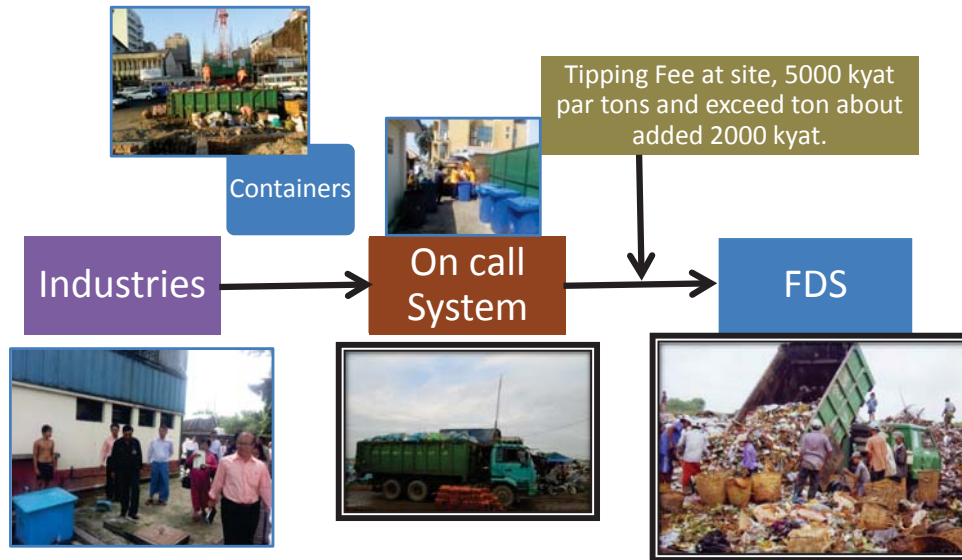 Tipping Fee at site, 5000 kyat
par tons and exceed ton about
added 2000 kyat.
Containers
Industries
On call
System
FDS